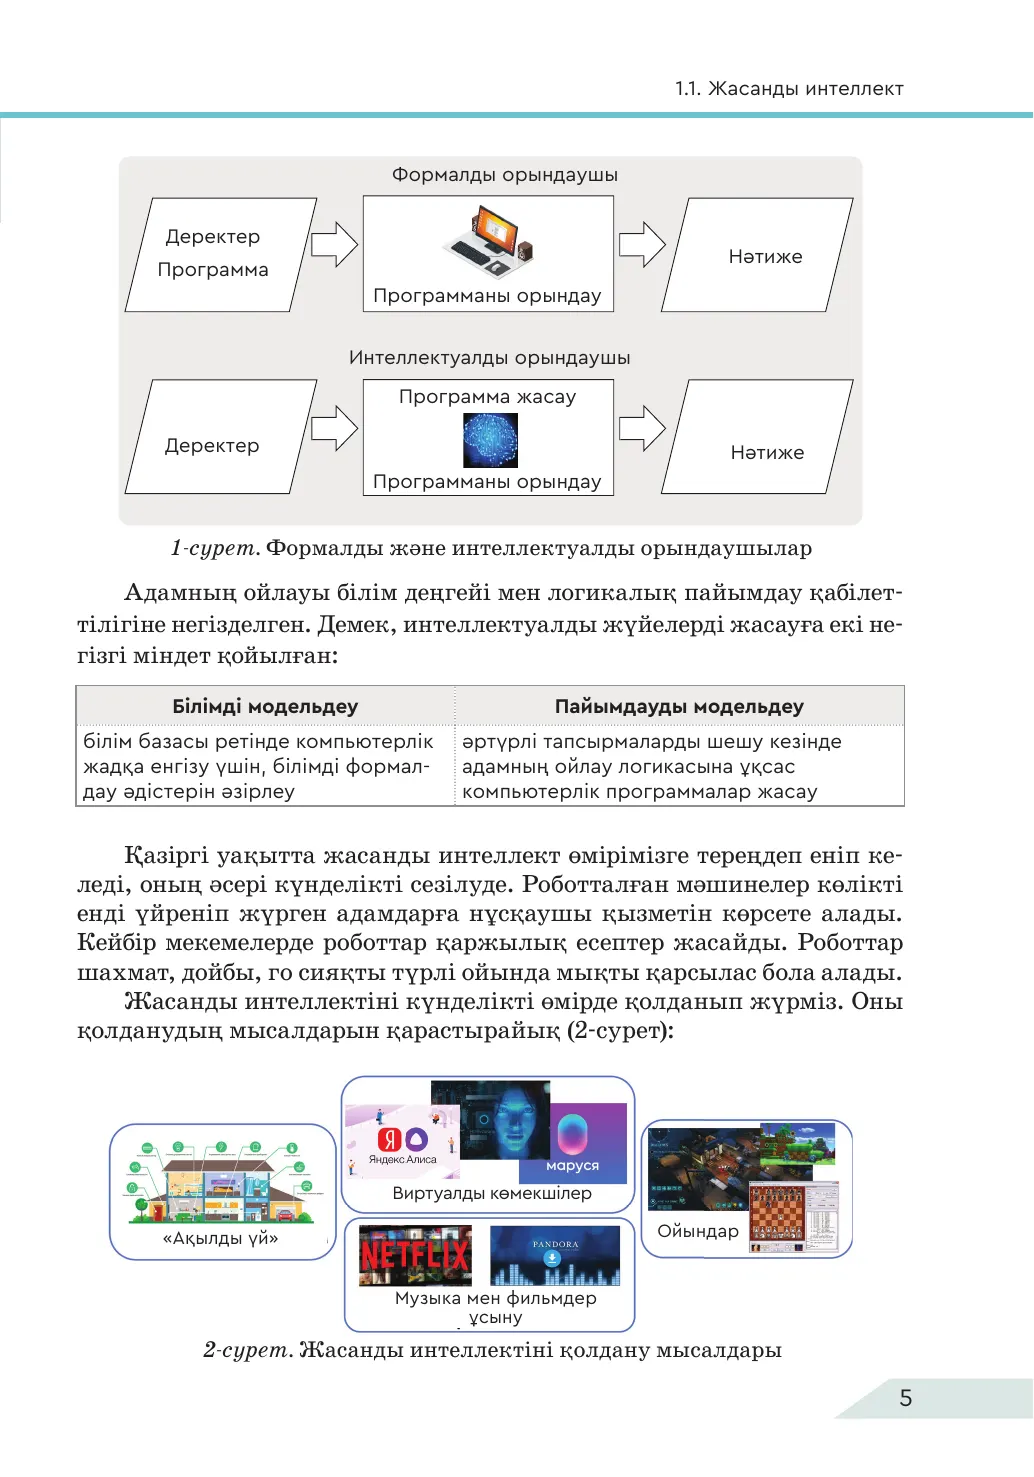 1.1. Жасанды интеллект
Формалды орындаушы
Деректер
Программа
Программаны орындау
Нәтиже
Интеллектуалды орындаушы
Деректер
Программа жасау
Программаны орындау
Нәтиже
1-сурет. Формалды және интеллектуалды орындаушылар
Адамның ойлауы білім деңгейі мен логикалық пайымдау қабілет-
тілігіне негізделген. Демек, интеллектуалды жүйелерді жасауға екі не-
гізгі міндет қойылған:
Білімді модельдеу
Пайымдауды модельдеу
білім базасы ретінде компьютерлік
жадқа енгізу үшін, білімді формал-
дау әдістерін әзірлеу
әртүрлі тапсырмаларды шешу кезінде
адамның ойлау логикасына ұқсас
компьютерлік программалар жасау
Қазіргі уақытта жасанды интеллект өмірімізге тереңдеп еніп ке-
леді, оның әсері күнделікті сезілуде. Роботталған мәшинелер көлікті
енді үйреніп жүрген адамдарға нұсқаушы қызметін көрсете алады.
Кейбір мекемелерде роботтар қаржылық есептер жасайды. Роботтар
шахмат, дойбы, го сияқты түрлі ойында мықты қарсылас бола алады.
Жасанды интеллектіні күнделікті өмірде қолданып жүрміз. Оны
қолданудың мысалдарын қарастырайық (2-сурет):
«Ақылды үй»
Я
Яндекс Алиса
маруся
Виртуалды көмекшілер
NETFLIX
PANDORA
Музыка мен фильмдер
ұсыну
Ойындар
2-сурет. Жасанды интеллектіні қолдану мысалдары
5